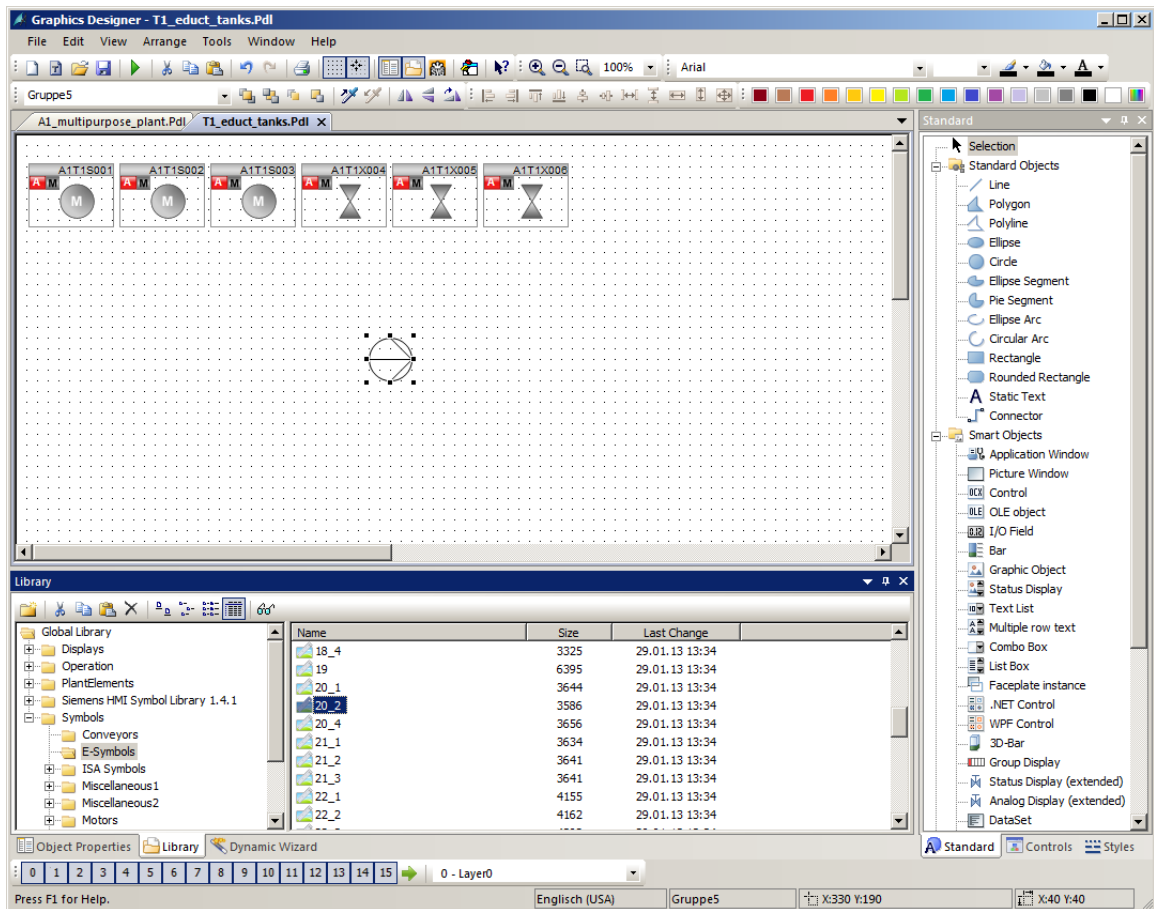 Graphics Designer - T1_educt_tanks.Pdl
File Edit View Arrange Tools Window Help
100% Arial
Gruppe5
A1_multipurpose_plant.Pdl T1_educt_tanks.Pdl X
A1T1S001 A1T1S002 A1T1S003 A1T1X004 A1T1X005 A1T1X006
A M A M A M A M A M A M
M M M
Standard
Selection
Standard Objects
Line
Polygon
Polyline
Ellipse
Circle
Ellipse Segment
Pie Segment
Ellipse Arc
Circular Arc
Rectangle
Rounded Rectangle
A Static Text
Connector
Smart Objects
Application Window
Picture Window
OCX Control
OLE OLE object
0.12 I/O Field
Bar
Graphic Object
Status Display
Text List
Multiple row text
Combo Box
List Box
Faceplate instance
.NET Control
WPF Control
3D-Bar
Group Display
Status Display (extended)
Analog Display (extended)
DataSet
Standard Controls Styles
Library
Global Library
Displays
Operation
PlantElements
Siemens HMI Symbol Library 1.4.1
Symbols
Conveyors
E-Symbols
ISA Symbols
Miscellaneous1
Miscellaneous2
Motors
Name Size Last Change
18_4 3325 29.01.13 13:34
19 6395 29.01.13 13:34
20_1 3644 29.01.13 13:34
20_2 3586 29.01.13 13:34
20_4 3656 29.01.13 13:34
21_1 3634 29.01.13 13:34
21_2 3641 29.01.13 13:34
21_3 3641 29.01.13 13:34
22_1 4155 29.01.13 13:34
22_2 4162 29.01.13 13:34
Object Properties Library Dynamic Wizard
0 1 2 3 4 5 6 7 8 9 10 11 12 13 14 15 0 - Layer0
Press F1 for Help. Englisch (USA) Gruppe5 X:330 Y:190 X:40 Y:40